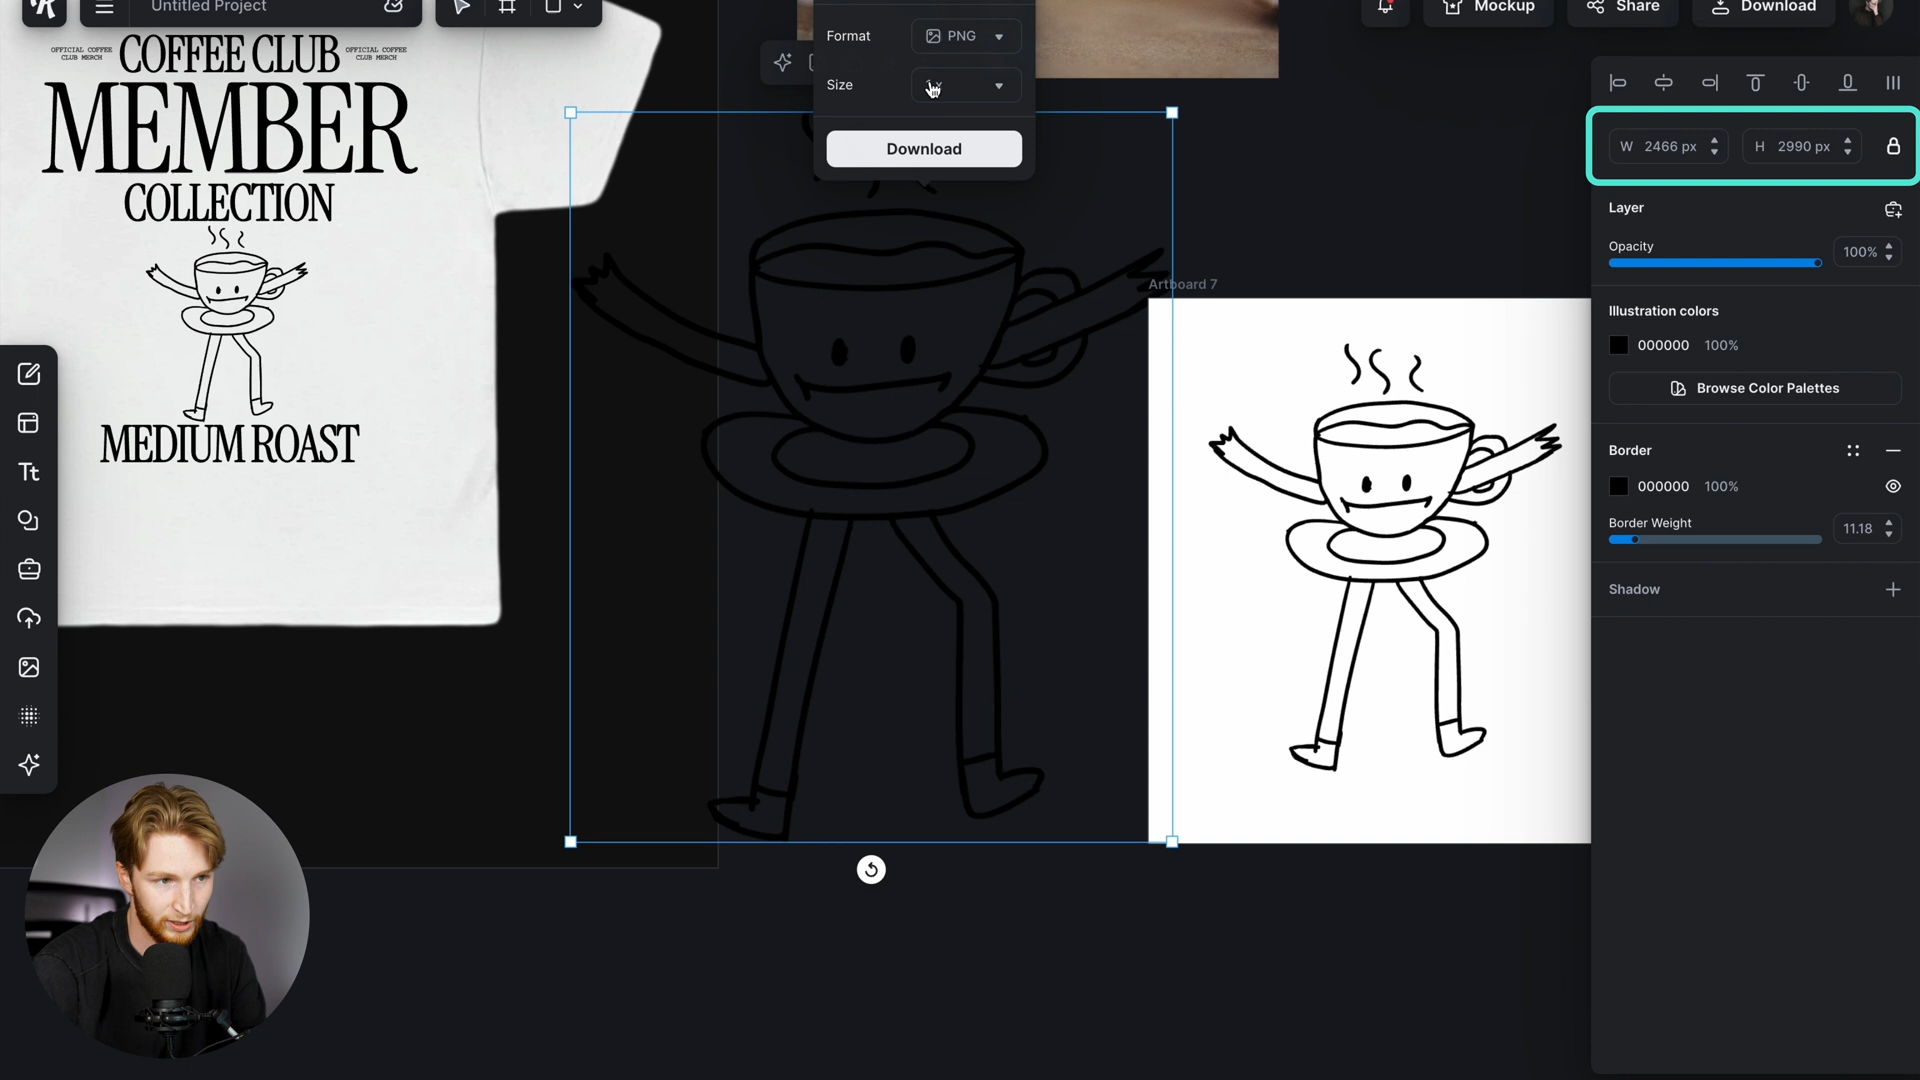 Untitled Project
OFFICIAL COFFEE
CLUB MERCH
COFFEE CLUB
OFFICIAL COFFEE
CLUB MERCH
MEMBER
COLLECTION
MEDIUM ROAST
Tt
Format
PNG
Size
Download
Artboard 7
Mockup
Share
Download
W 2466 px
H 2990 px
Layer
Opacity
100%
Illustration colors
000000 100%
Browse Color Palettes
Border
000000 100%
Border Weight
11.18
Shadow